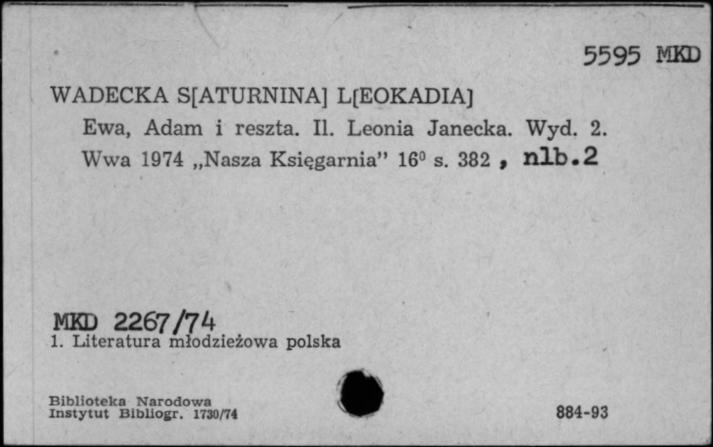 5595 MKD
WADECKA S[ATURNINA] L[EOKADIA]
Ewa, Adam i reszta. Il. Leonia Janecka. Wyd. 2.
Wwa 1974 „Nasza Księgarnia” 16⁰ s. 382 , nlb.2
MKD 2267/74
1. Literatura młodzieżowa polska
Biblioteka Narodowa
Instytut Bibliogr. 1730/74
884-93